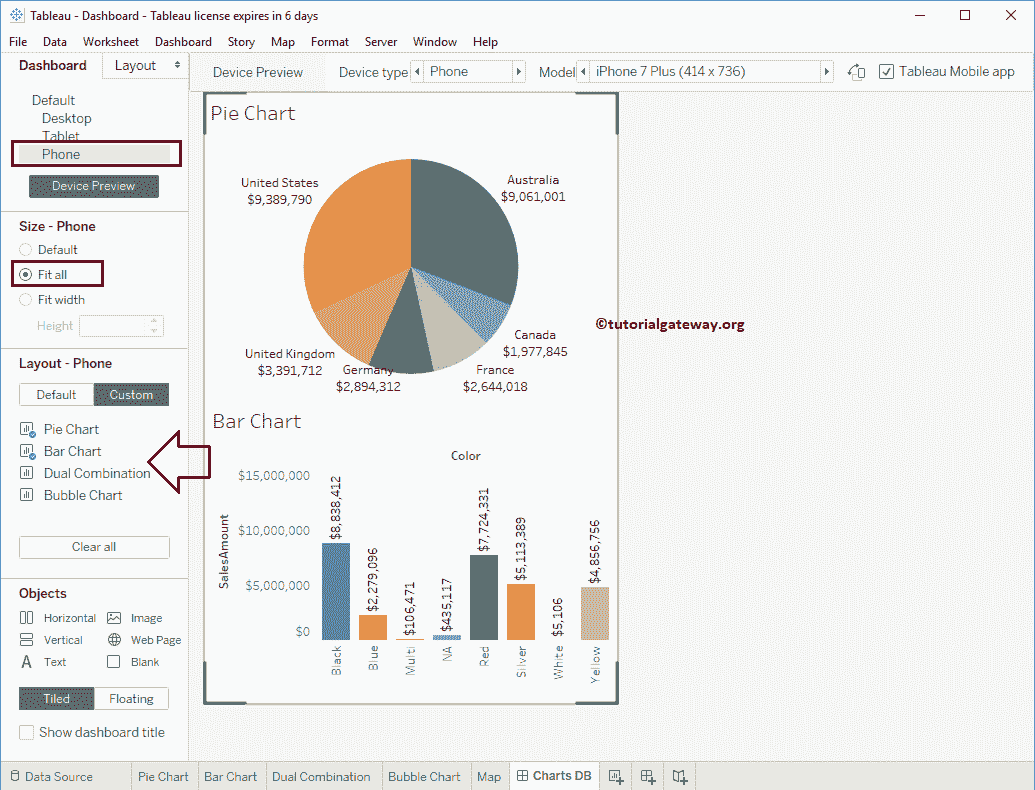 Tableau - Dashboard - Tableau license expires in 6 days
File Data Worksheet Dashboard Story Map Format Server Window Help
Dashboard Layout
Default
Desktop
Tablet
Phone
Device Preview
Size - Phone
Default
Fit all
Fit width
Height
Layout - Phone
Default Custom
Pie Chart
Bar Chart
Dual Combination
Bubble Chart
Clear all
Objects
Horizontal Image
Vertical Web Page
A Text Blank
Tiled Floating
Show dashboard title
Device Preview Device type Phone Model iPhone 7 Plus (414 x 736) Tableau Mobile app
Pie Chart
United States
$9,389,790
Australia
$9,061,001
Canada
$1,977,845
United Kingdom
$3,391,712
Germany
$2,894,312
France
$2,644,018
©tutorialgateway.org
Bar Chart
Color
SalesAmount
$15,000,000
$10,000,000
$5,000,000
$0
$8,838,412
$2,279,096
$106,471
$435,117
$7,724,331
$5,113,389
$5,106
$4,856,756
Black
Blue
Multi
NA
Red
Silver
White
Yellow
Data Source Pie Chart Bar Chart Dual Combination Bubble Chart Map Charts DB